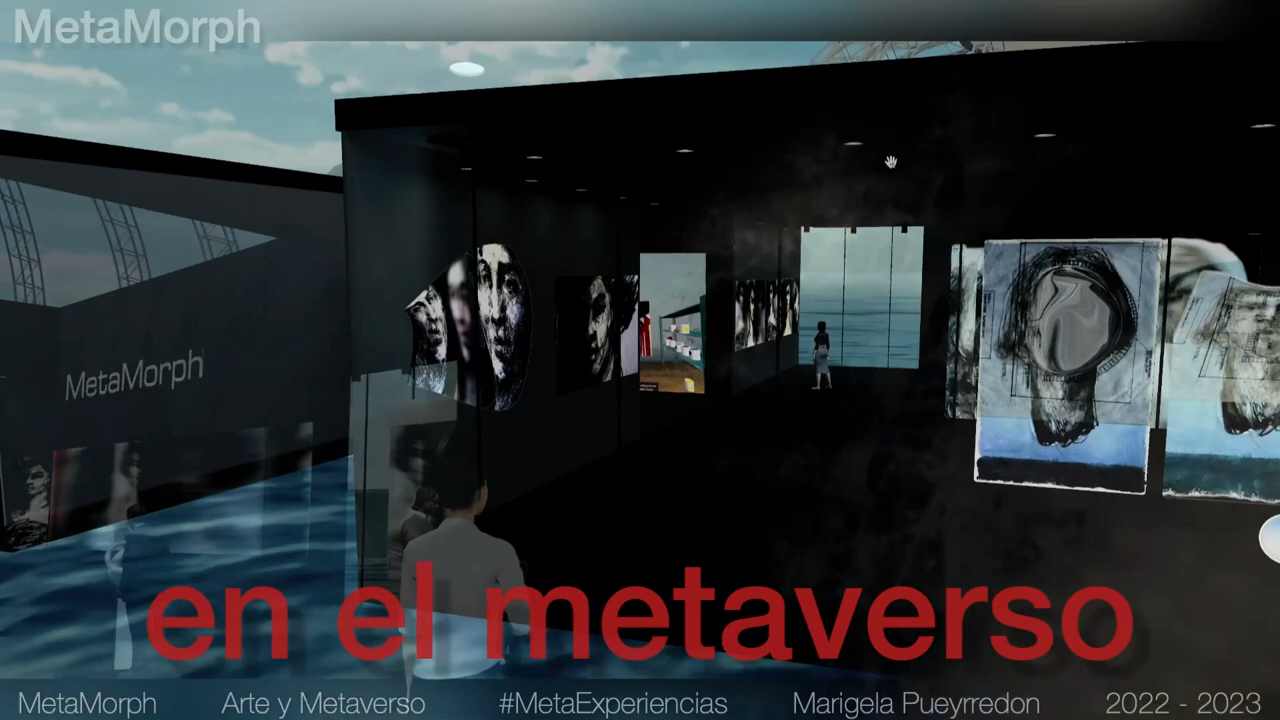 MetaMorph
MetaMorph
en el metaverso
MetaMorph Arte y Metaverso #MetaExperiencias Marigela Pueyrredon 2022 - 2023